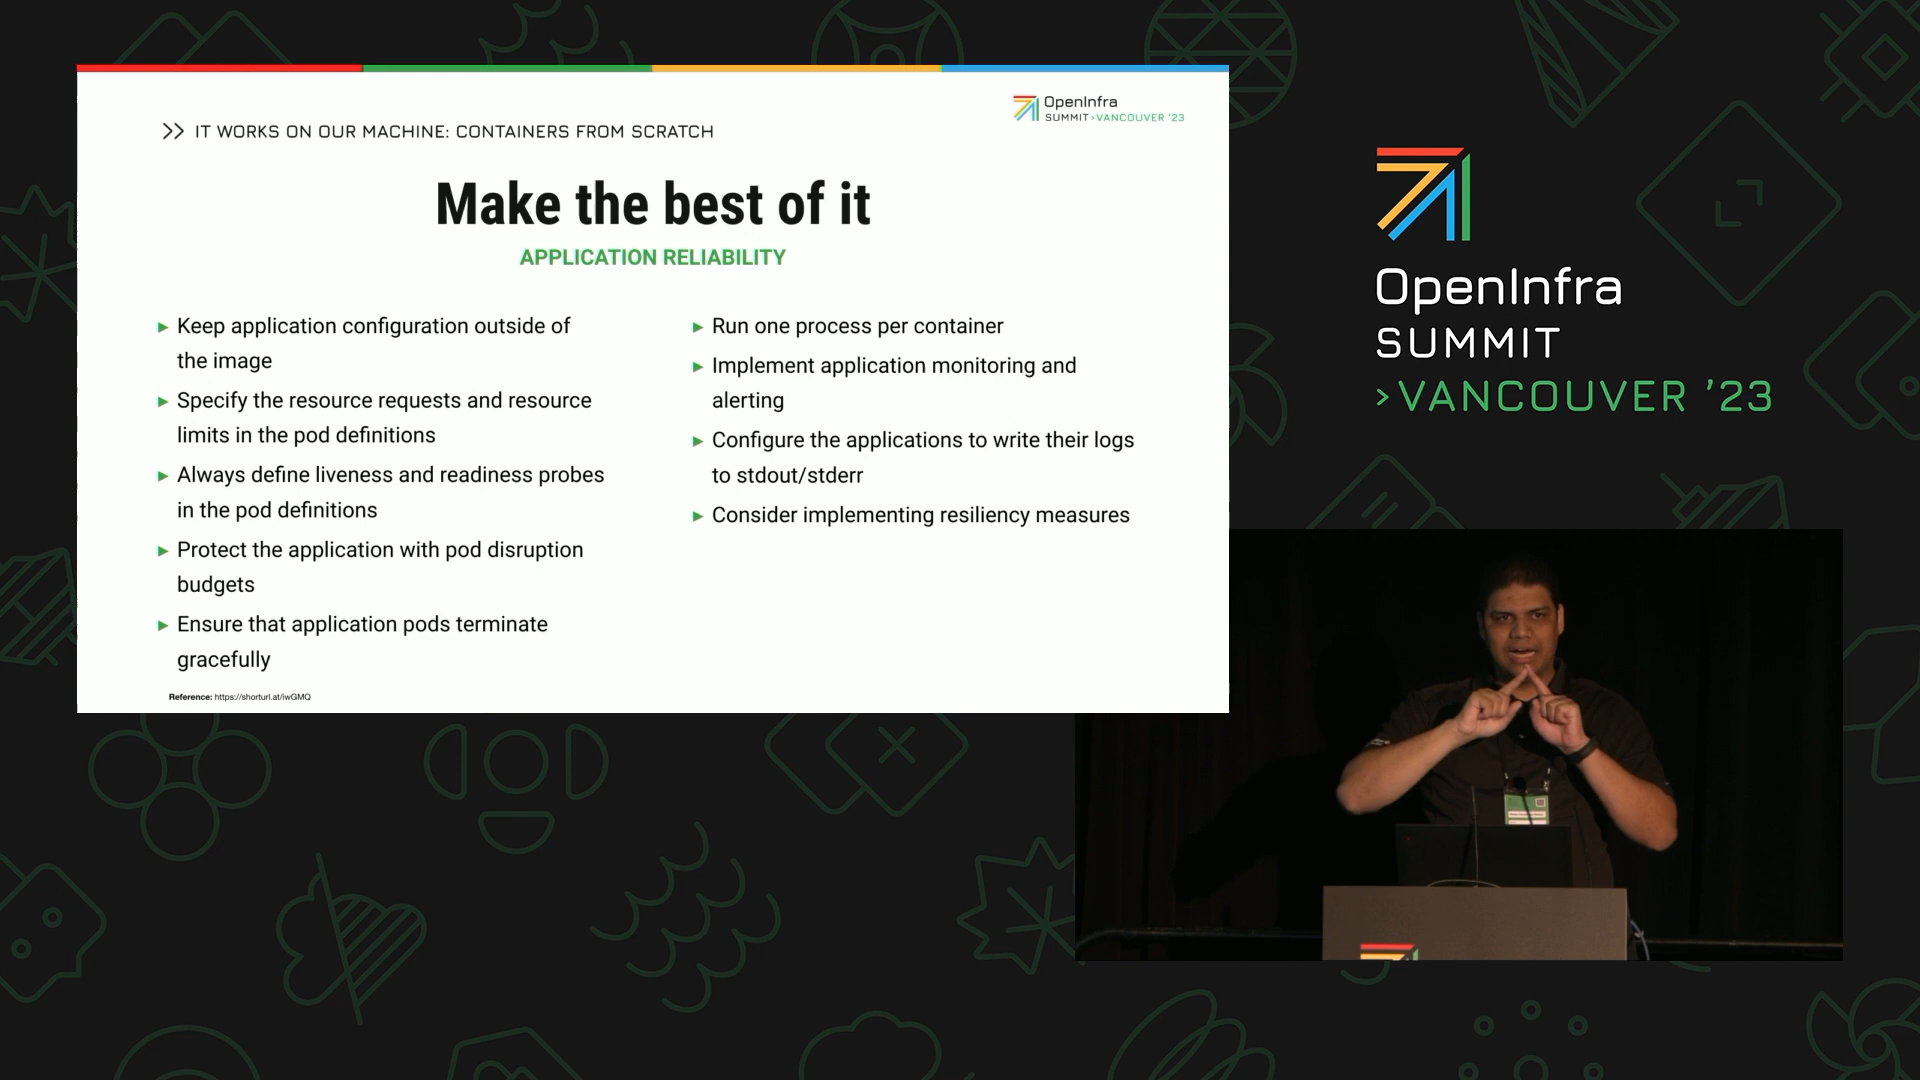 >> IT WORKS ON OUR MACHINE: CONTAINERS FROM SCRATCH
OpenInfra
SUMMIT›VANCOUVER '23
Make the best of it
APPLICATION RELIABILITY
► Keep application configuration outside of
the image
► Specify the resource requests and resource
limits in the pod definitions
► Always define liveness and readiness probes
in the pod definitions
► Protect the application with pod disruption
budgets
► Ensure that application pods terminate
gracefully
► Run one process per container
► Implement application monitoring and
alerting
► Configure the applications to write their logs
to stdout/stderr
► Consider implementing resiliency measures
Reference: https://shorturl.at/iwGMQ
OpenInfra
SUMMIT
›VANCOUVER '23